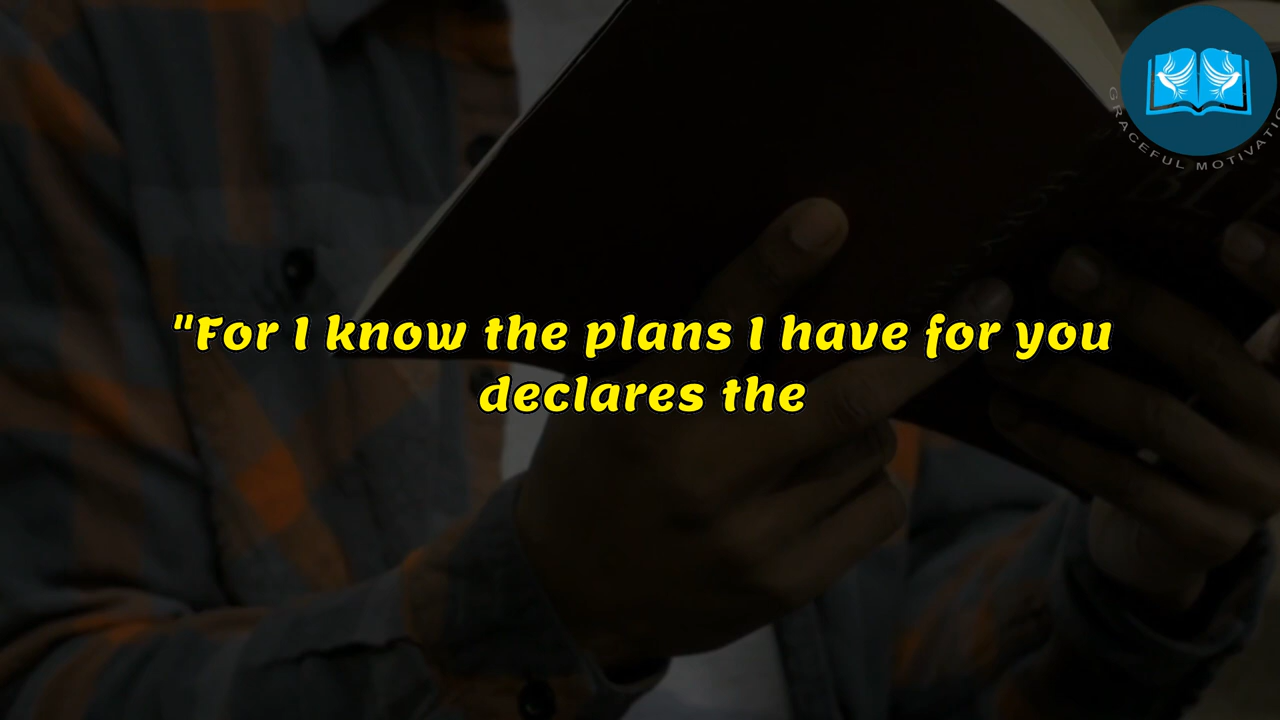 GRACEFUL MOTIVATIO
"For I know the plans I have for you
declares the